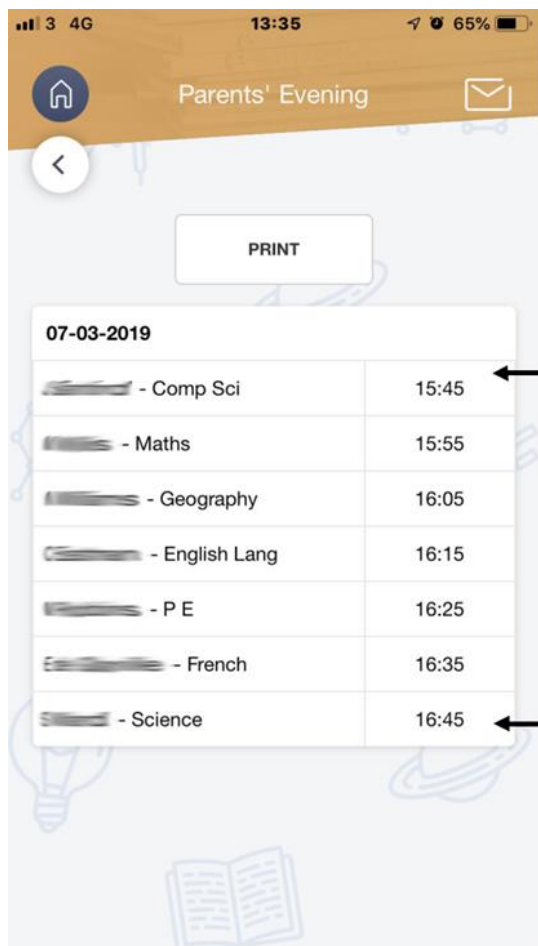 3 4G 13:35 65%
Parents' Evening
PRINT
07-03-2019
- Comp Sci 15:45
- Maths 15:55
- Geography 16:05
- English Lang 16:15
- P E 16:25
- French 16:35
- Science 16:45